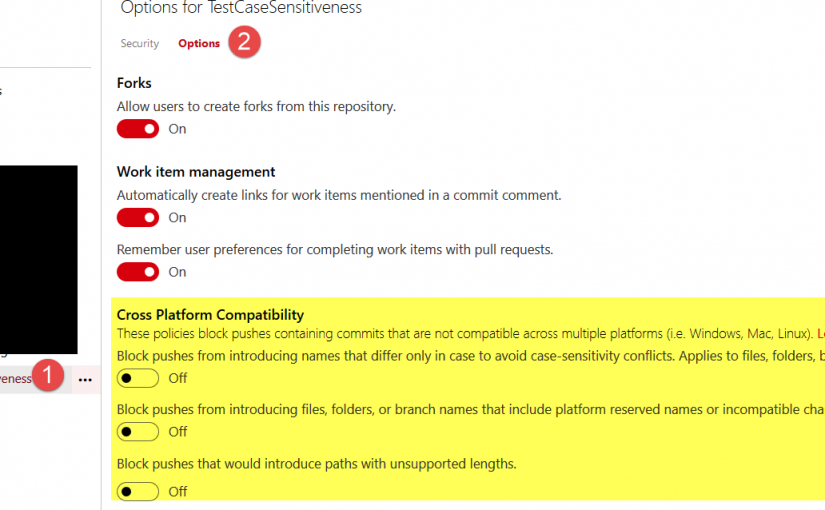 Options for TestCaseSensitiveness
Security Options 2
Forks
Allow users to create forks from this repository.
On
Work item management
Automatically create links for work items mentioned in a commit comment.
On
Remember user preferences for completing work items with pull requests.
On
Cross Platform Compatibility
These policies block pushes containing commits that are not compatible across multiple platforms (i.e. Windows, Mac, Linux).
Block pushes from introducing names that differ only in case to avoid case-sensitivity conflicts. Applies to files, folders,
eness 1 ...
Off
Block pushes from introducing files, folders, or branch names that include platform reserved names or incompatible cha
Off
Block pushes that would introduce paths with unsupported lengths.
Off